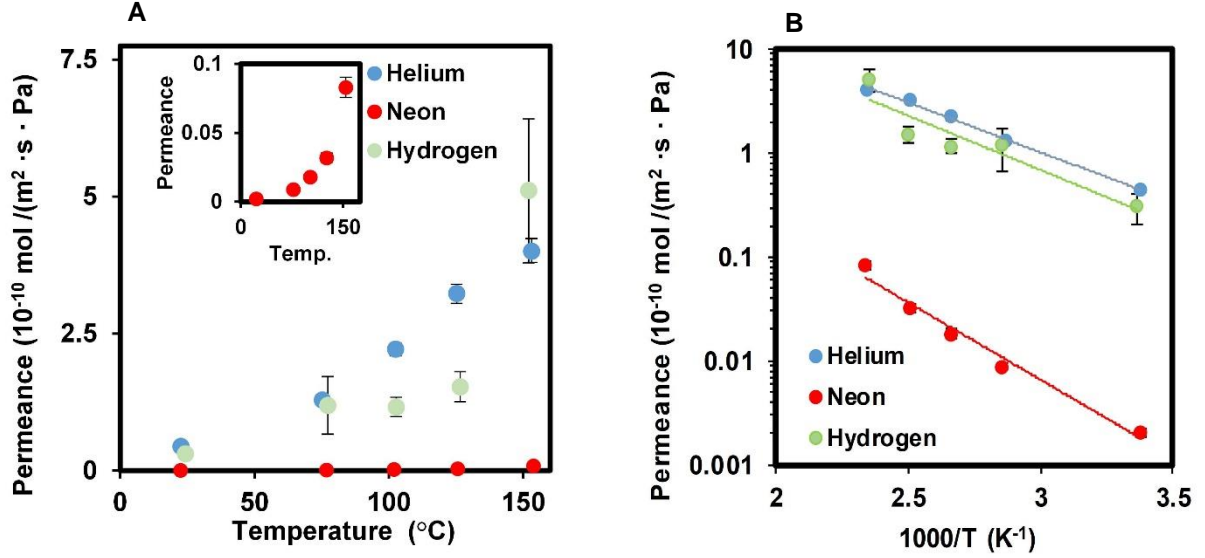 A
Permeance (10⁻¹⁰ mol /(m² ·s · Pa)
7.5
5
2.5
0
0
50
100
150
Temperature (°C)
Permeance
0.1
0.05
0
0
150
Temp.
Helium
Neon
Hydrogen
B
Permeance (10⁻¹⁰ mol /(m² ·s · Pa)
10
1
0.1
0.01
0.001
2
2.5
3
3.5
1000/T (K⁻¹)
Helium
Neon
Hydrogen